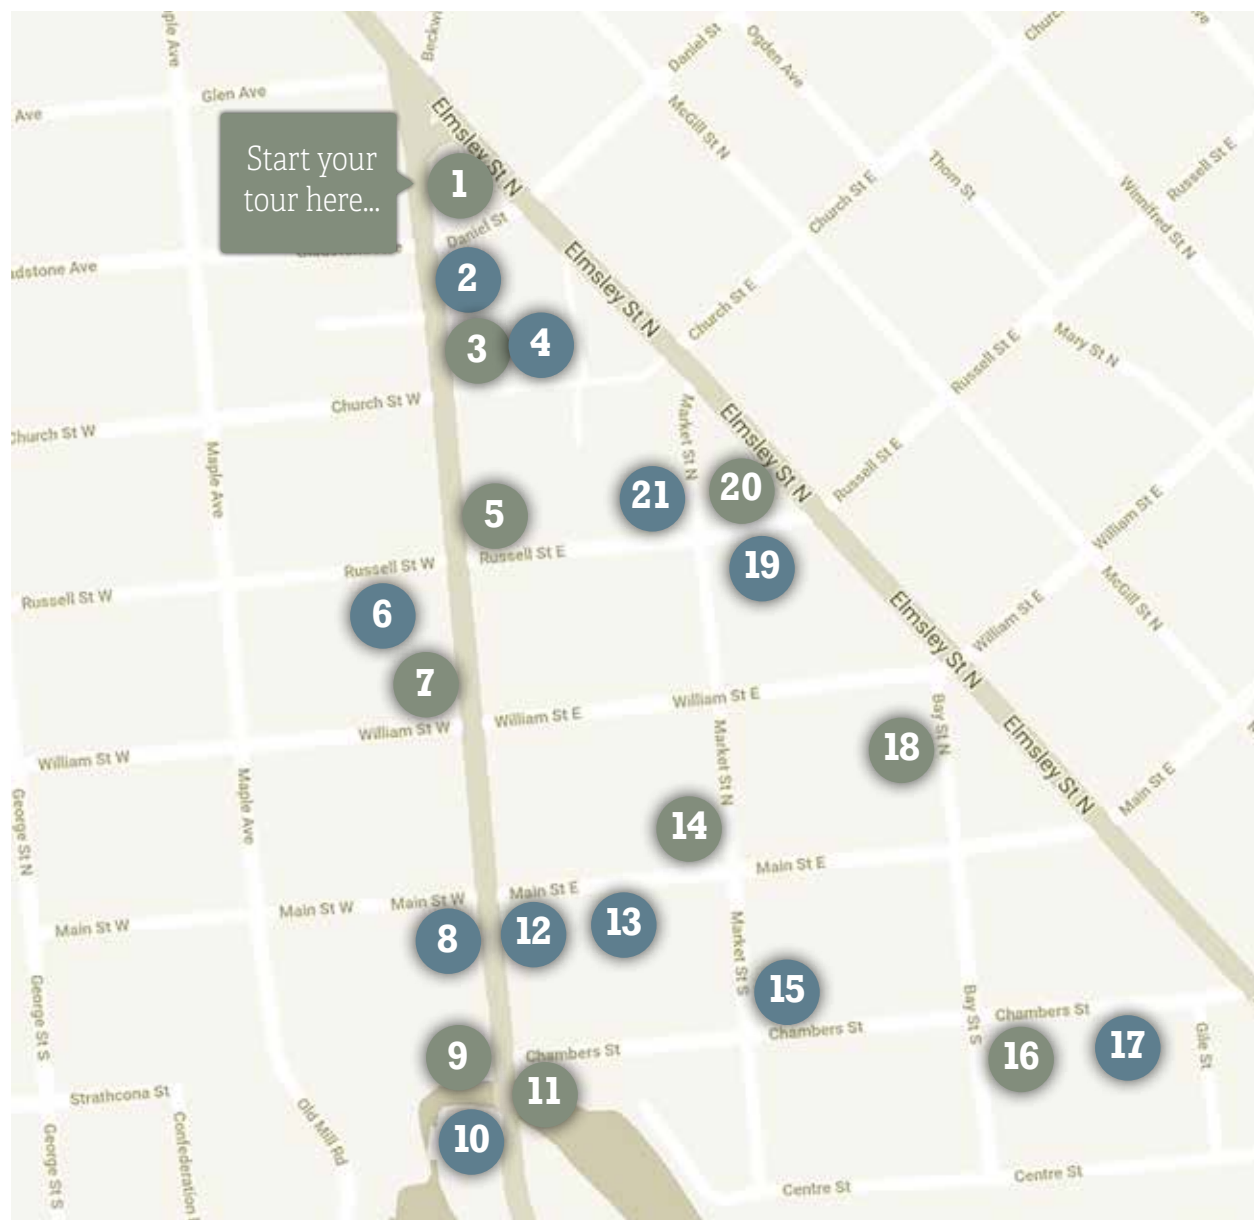 ple Ave
Beckwi
Daniel St
Ogden Ave
Church
ve
Glen Ave
Ave
Elmsley St N
McGill St N
Start your
tour here...
1
Thom St
Russell St E
Church St E
Winnifred St N
Daniel St
dstone Ave
2
Elmsley St N
Church St E
3
4
Mary St N
Russell St E
Church St W
Church St W
Market St N
Elmsley St N
Maple Ave
Russell St E
21
20
5
William St E
Russell St W
Russell St E
19
Russell St W
6
McGill St N
Elmsley St N
William St E
7
William St W
William St E
William St E
Bay St N
William St W
18
Elmsley St N
Market St N
Main St E
George St N
Maple Ave
14
Main St E
Main St W
Main St W
Main St E
Main St W
8
12
13
Market St S
15
George St S
Bay St S
Chambers St
Chambers St
Gile St
9
Chambers St
16
17
11
Strathcona St
Old Mill Rd
10
George St S
Confederation
Centre St
Centre St